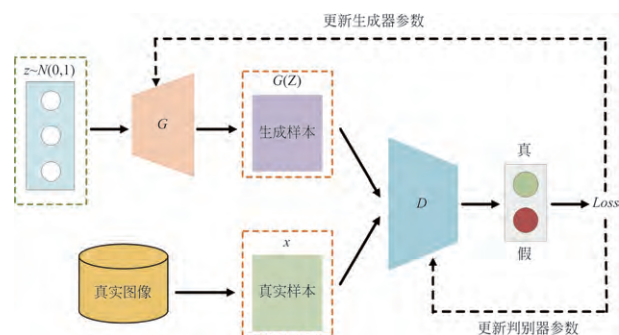 更新生成器参数
z~N(0,1)
G
G(Z)
生成样本
D
真
假
Loss
真实图像
x
真实样本
更新判别器参数